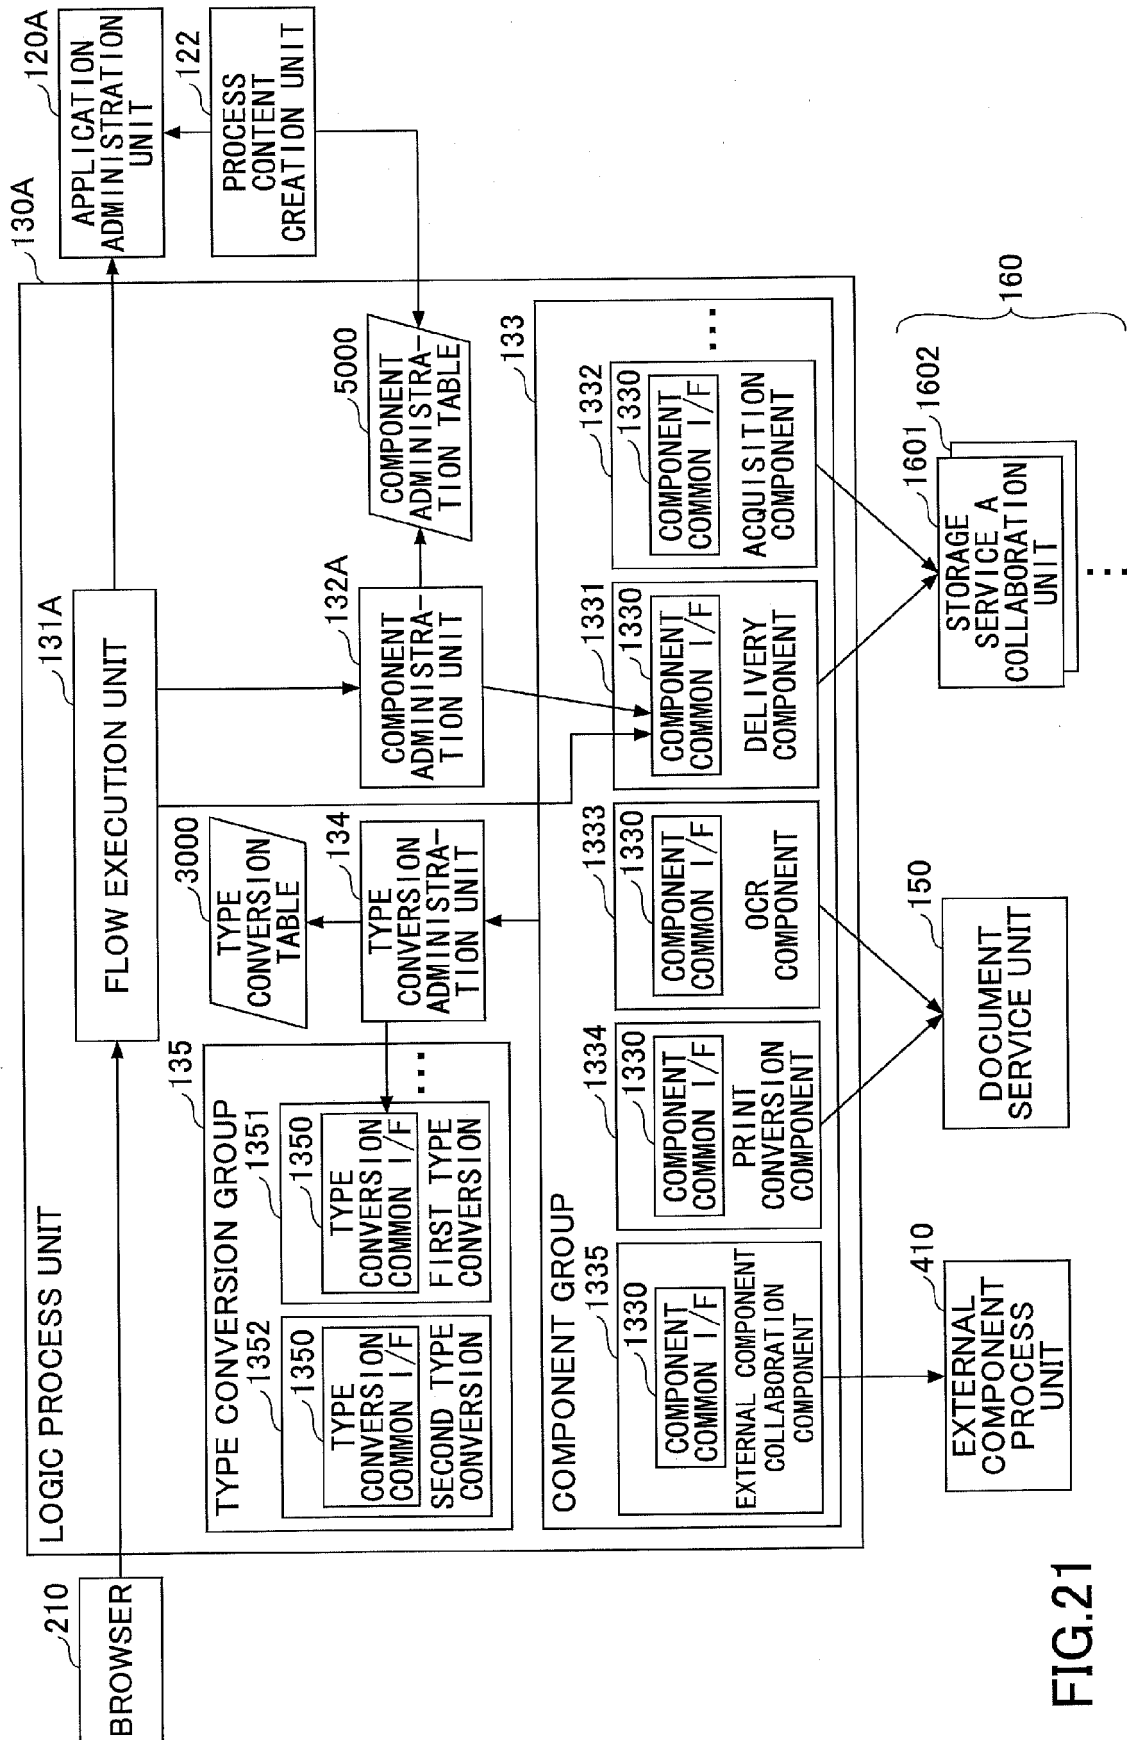 210
BROWSER
LOGIC PROCESS UNIT
130A
131A
FLOW EXECUTION UNIT
120A
APPLICATION
ADMINISTRATION
UNIT
122
PROCESS
CONTENT
CREATION UNIT
135
TYPE CONVERSION GROUP
1352
1350
TYPE
CONVERSION
COMMON I/F
SECOND TYPE
CONVERSION
1351
1350
TYPE
CONVERSION
COMMON I/F
FIRST TYPE
CONVERSION
...
3000
TYPE
CONVERSION
TABLE
134
TYPE
CONVERSION
ADMINISTRA-
TION UNIT
132A
COMPONENT
ADMINISTRA-
TION UNIT
5000
COMPONENT
ADMINISTRA-
TION TABLE
133
COMPONENT GROUP
1335
1330
COMPONENT
COMMON I/F
EXTERNAL COMPONENT
COLLABORATION
COMPONENT
1334
1330
COMPONENT
COMMON I/F
PRINT
CONVERSION
COMPONENT
1333
1330
COMPONENT
COMMON I/F
OCR
COMPONENT
1331
1330
COMPONENT
COMMON I/F
DELIVERY
COMPONENT
1332
1330
COMPONENT
COMMON I/F
ACQUISITION
COMPONENT
...
410
EXTERNAL
COMPONENT
PROCESS
UNIT
150
DOCUMENT
SERVICE UNIT
1601
1602
STORAGE
SERVICE A
COLLABORATION
UNIT
...
160
FIG.21